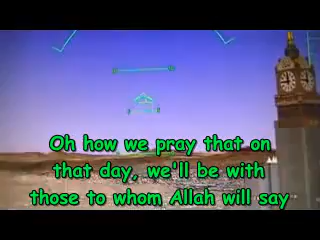 Oh how we pray that on
that day, we'll be with
those to whom Allah will say